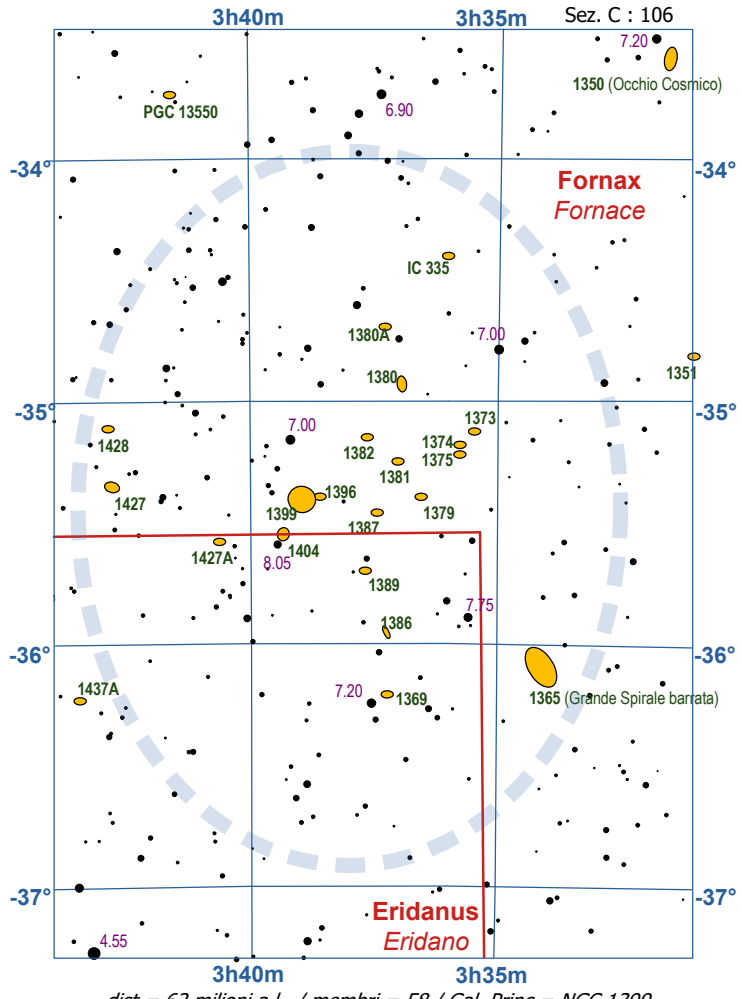 3h40m
3h35m
Sez. C : 106
7.20
1350 (Occhio Cosmico)
PGC 13550
6.90
-34°
-34°
Fornax
Fornace
IC 335
1380A
7.00
1351
1380
-35°
-35°
1373
7.00
1374
1428
1382
1375
1381
1396
1427
1379
1399
1387
1404
1427A
8.05
1389
7.75
1386
-36°
-36°
1437A
7.20
1369
1365 (Grande Spirale barrata)
-37°
-37°
Eridanus
Eridano
4.55
3h40m
3h35m